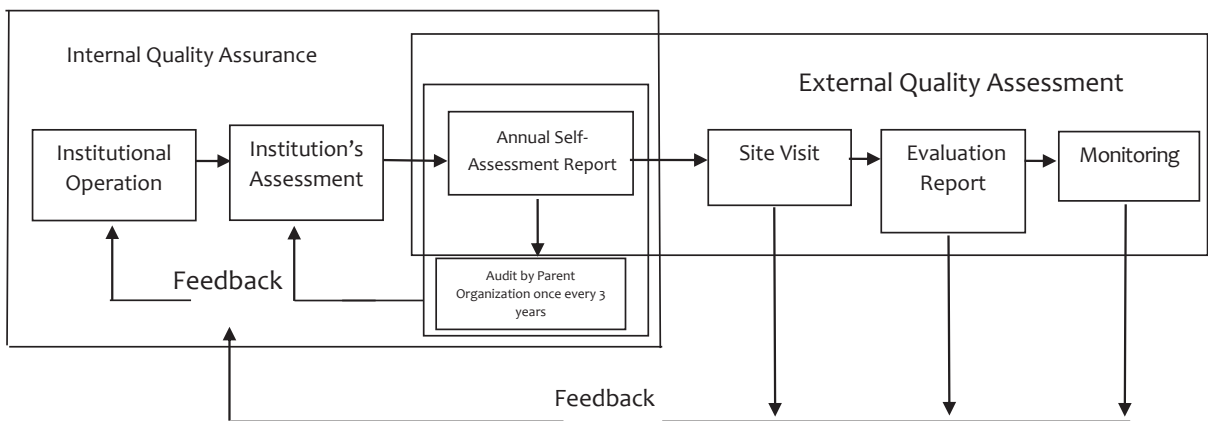 Internal Quality Assurance
External Quality Assessment
Institutional
Operation
Institution’s
Assessment
Annual Self-
Assessment Report
Site Visit
Evaluation
Report
Monitoring
Feedback
Audit by Parent
Organization once every 3
years
Feedback